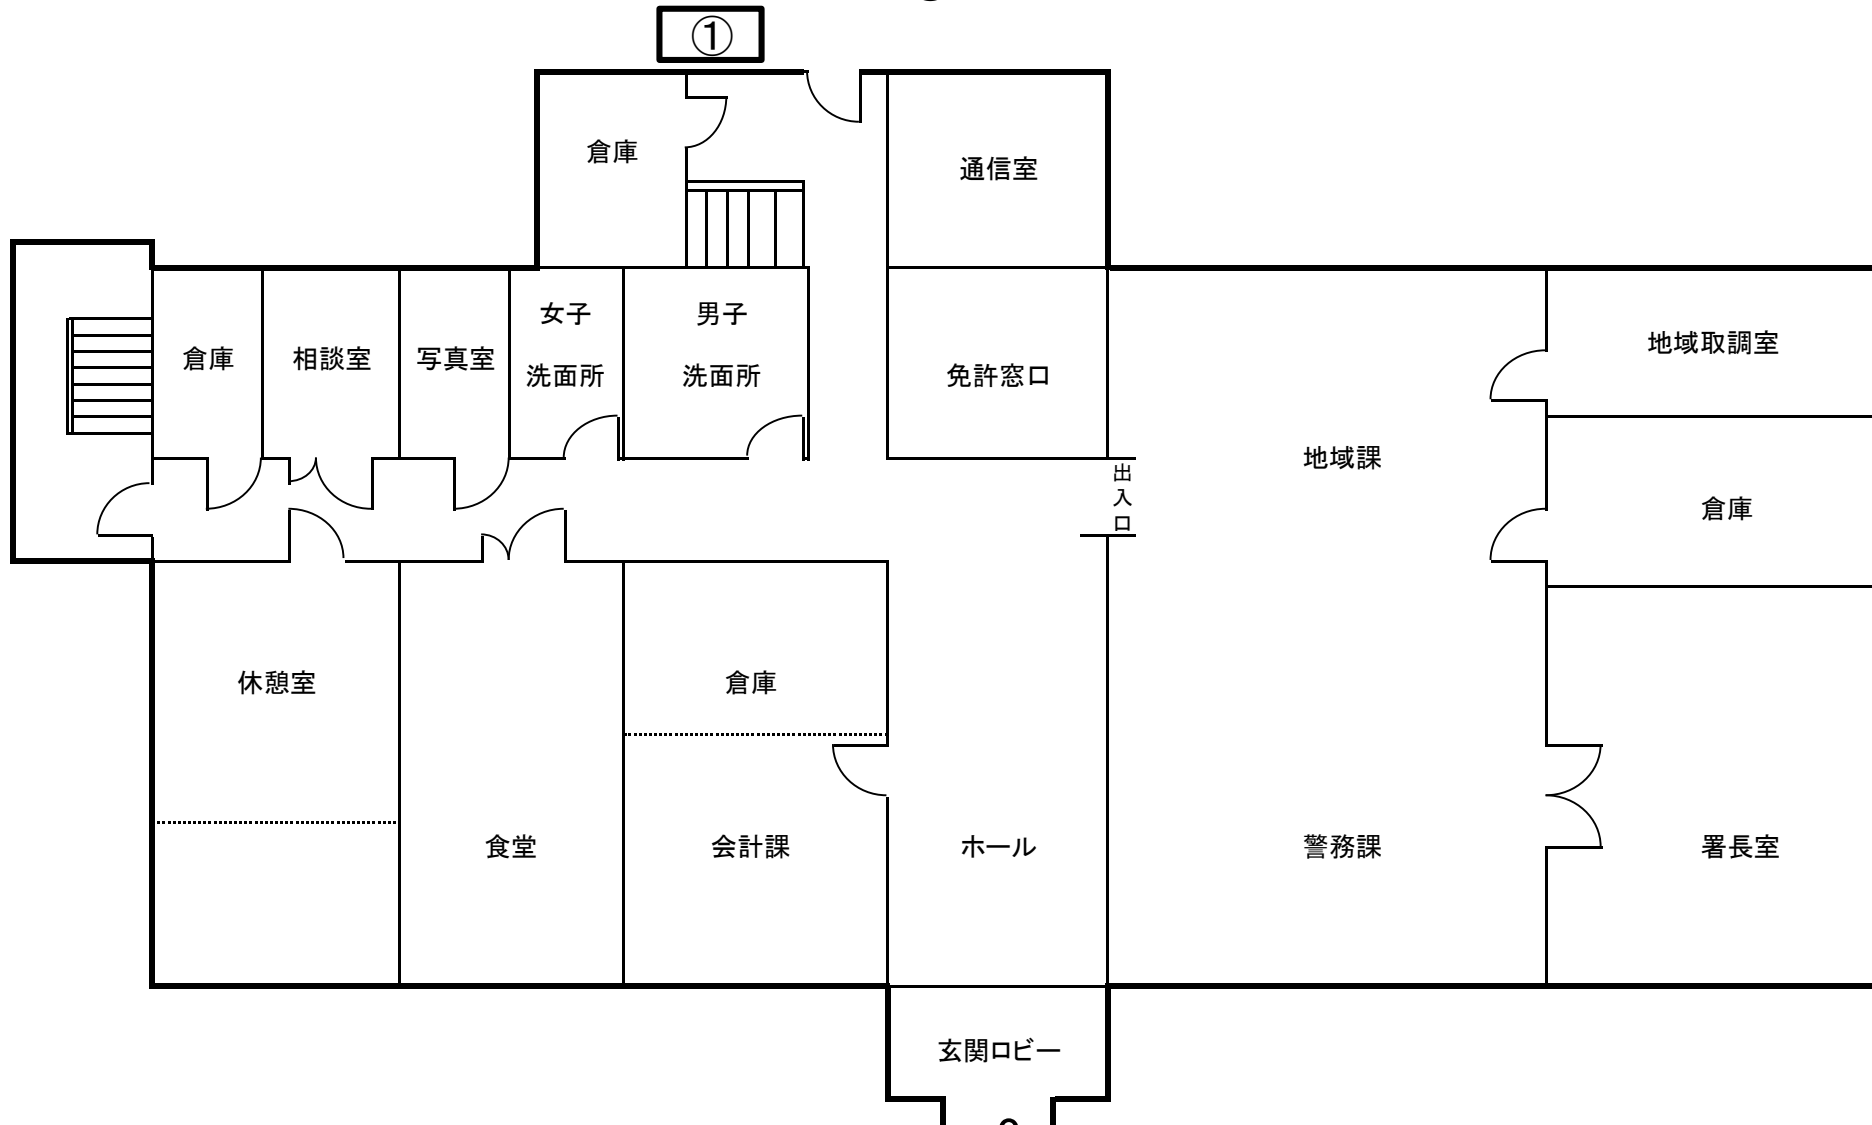 ①
倉庫
通信室
倉庫
相談室
写真室
女子
洗面所
男子
洗面所
免許窓口
地域取調室
地域課
出
入
口
倉庫
休憩室
倉庫
食堂
会計課
ホール
警務課
署長室
玄関ロビー